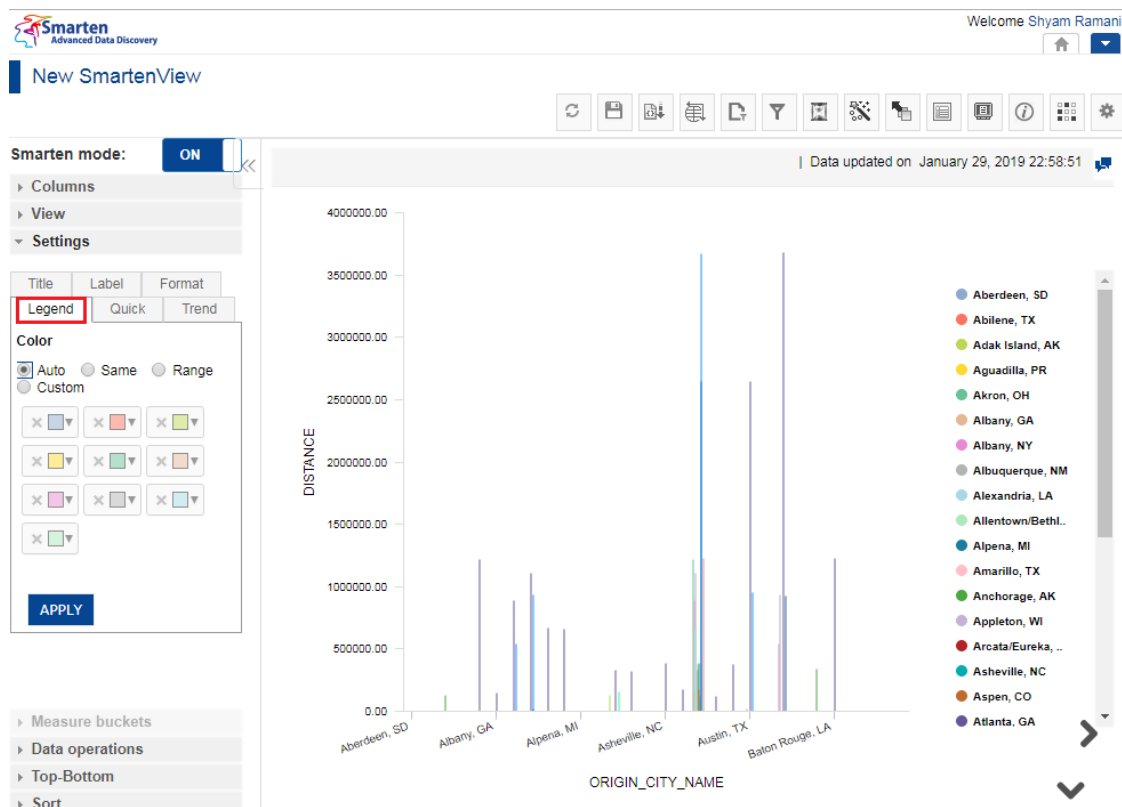 Smarten
Advanced Data Discovery
Welcome Shyam Ramani
New SmartenView
Smarten mode:
ON
| Data updated on January 29, 2019 22:58:51
Columns
View
Settings
Title Label Format
Legend Quick Trend
Color
Auto Same Range
Custom
APPLY
Measure buckets
Data operations
Top-Bottom
Sort
4000000.00
3500000.00
3000000.00
2500000.00
2000000.00
1500000.00
1000000.00
500000.00
0.00
DISTANCE
Aberdeen, SD
Albany, GA
Alpena, MI
Asheville, NC
Austin, TX
Baton Rouge, LA
ORIGIN_CITY_NAME
Aberdeen, SD
Abilene, TX
Adak Island, AK
Aguadilla, PR
Akron, OH
Albany, GA
Albany, NY
Albuquerque, NM
Alexandria, LA
Allentown/Bethl..
Alpena, MI
Amarillo, TX
Anchorage, AK
Appleton, WI
Arcata/Eureka, ..
Asheville, NC
Aspen, CO
Atlanta, GA